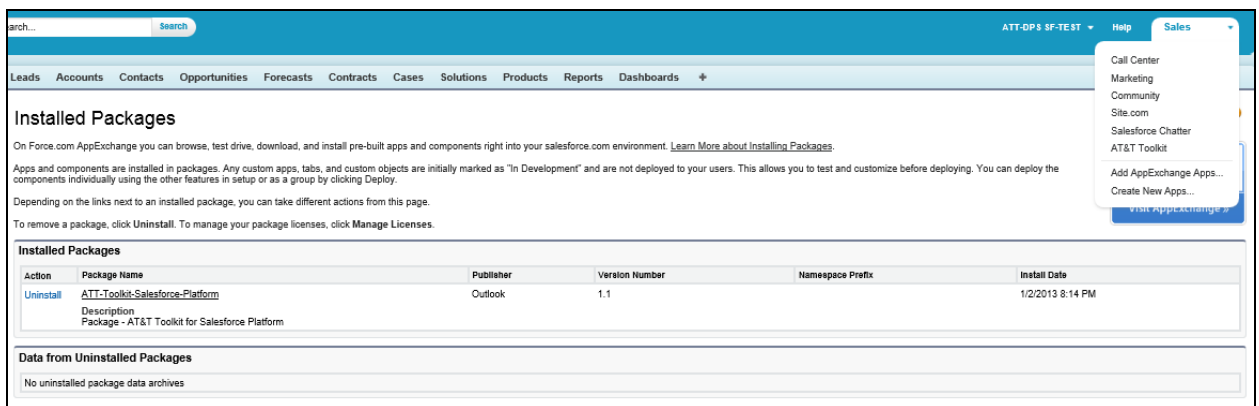 arch...
Search
ATT-DPS SF-TEST
Help
Sales
Call Center
Marketing
Community
Site.com
Salesforce Chatter
AT&T Toolkit
Add AppExchange Apps...
Create New Apps...
Leads Accounts Contacts Opportunities Forecasts Contracts Cases Solutions Products Reports Dashboards +
Installed Packages
On Force.com AppExchange you can browse, test drive, download, and install pre-built apps and components right into your salesforce.com environment. Learn More about Installing Packages.
Apps and components are installed in packages. Any custom apps, tabs, and custom objects are initially marked as "In Development" and are not deployed to your users. This allows you to test and customize before deploying. You can deploy the
components individually using the other features in setup or as a group by clicking Deploy.
Depending on the links next to an installed package, you can take different actions from this page.
To remove a package, click Uninstall. To manage your package licenses, click Manage Licenses.
Visit AppExchange »
Installed Packages
Action Package Name Publisher Version Number Namespace Prefix Install Date
Uninstall ATT-Toolkit-Salesforce-Platform Outlook 1.1 1/2/2013 8:14 PM
Description
Package - AT&T Toolkit for Salesforce Platform
Data from Uninstalled Packages
No uninstalled package data archives